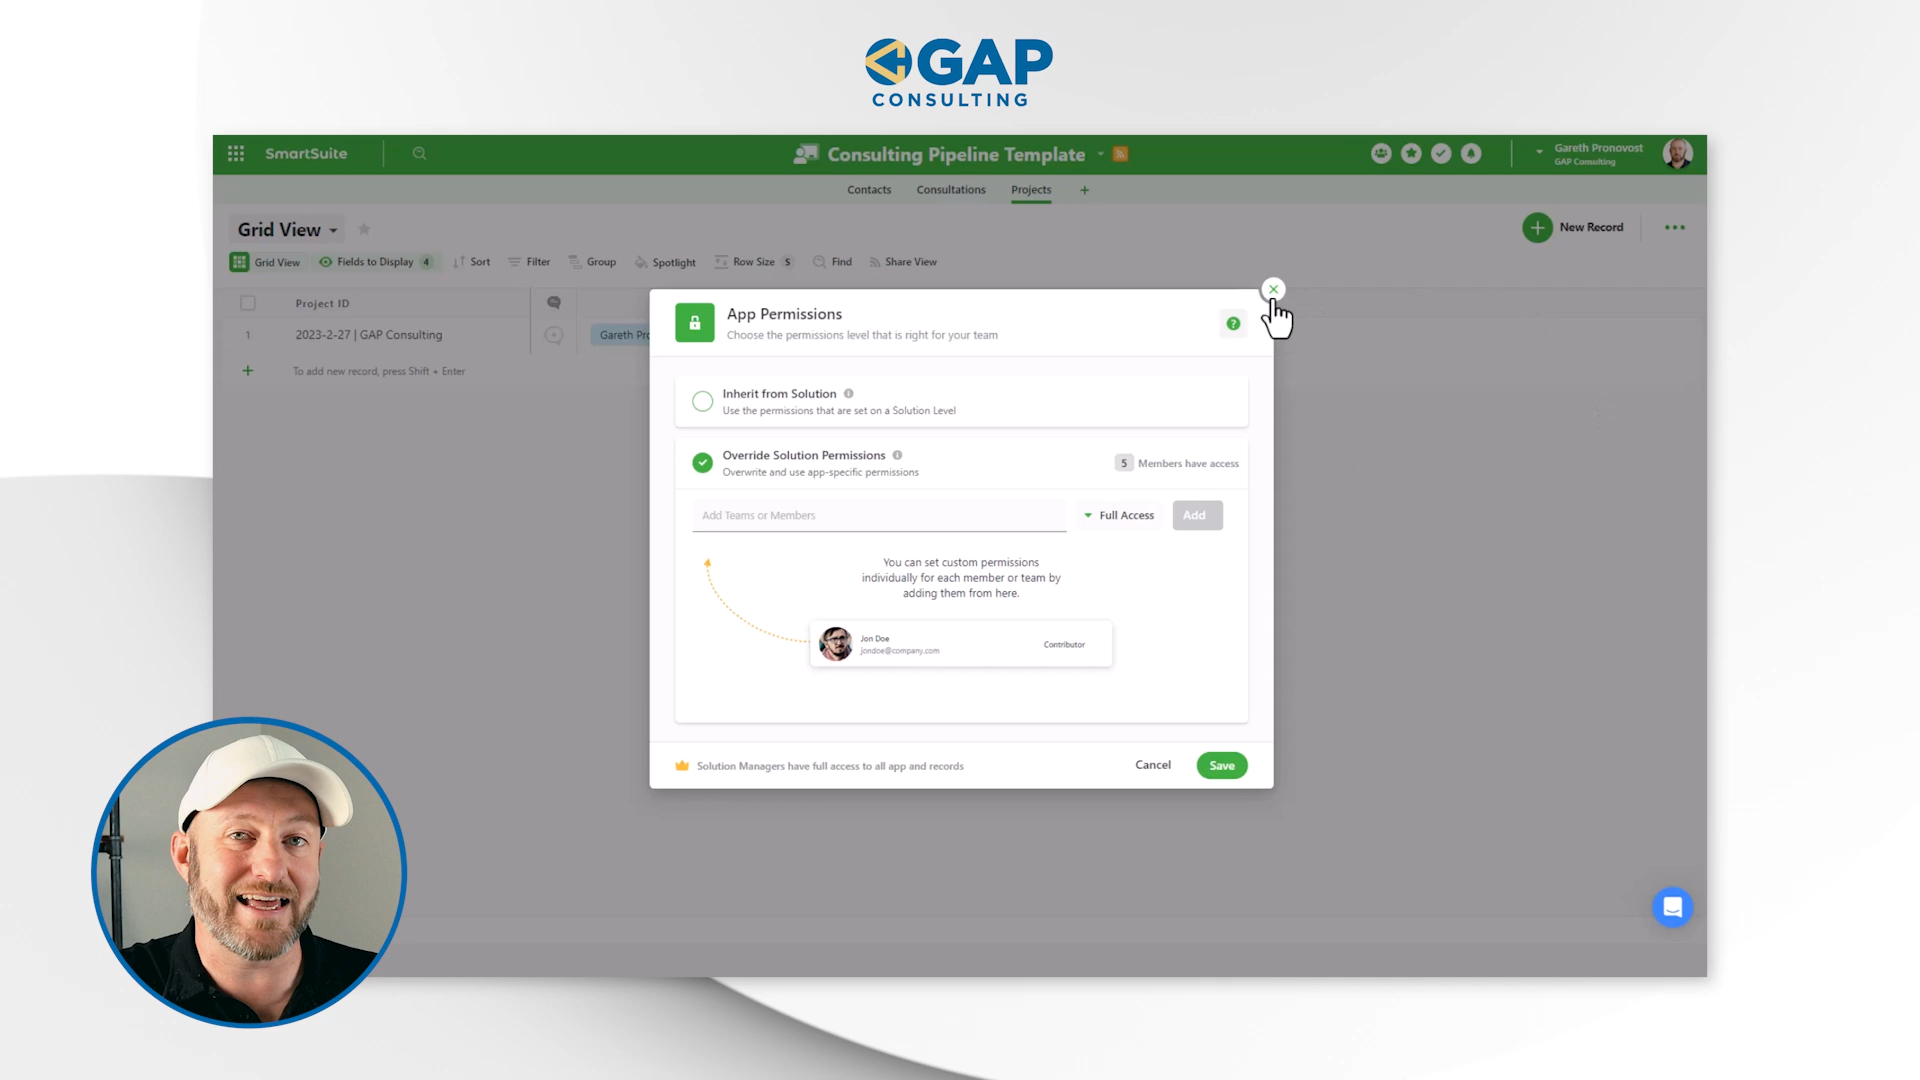 GAP
CONSULTING
SmartSuite
Consulting Pipeline Template
Gareth Pronovost
GAP Consulting
Contacts
Consultations
Projects
Grid View
New Record
Grid View
Fields to Display 4
Sort
Filter
Group
Spotlight
Row Size S
Find
Share View
Project ID
1
2023-2-27 | GAP Consulting
Gareth Pro
To add new record, press Shift + Enter
App Permissions
Choose the permissions level that is right for your team
Inherit from Solution
Use the permissions that are set on a Solution Level
Override Solution Permissions
Overwrite and use app-specific permissions
5 Members have access
Add Teams or Members
Full Access
Add
You can set custom permissions
individually for each member or team by
adding them from here.
Jon Doe
jondoe@company.com
Contributor
Solution Managers have full access to all app and records
Cancel
Save